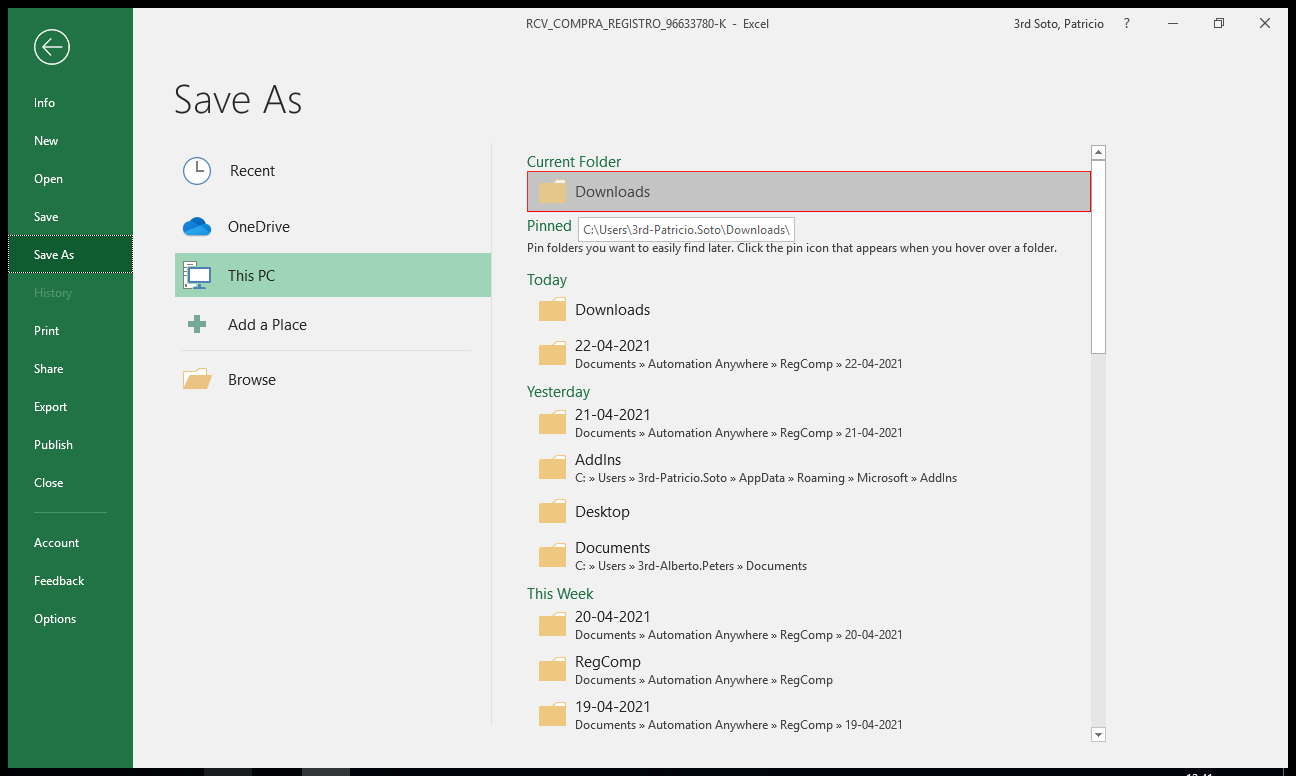 RCV_COMPRA_REGISTRO_96633780-K - Excel
3rd Soto, Patricio
?
Info
New
Open
Save
Save As
History
Print
Share
Export
Publish
Close
Account
Feedback
Options
Save As
Recent
OneDrive
This PC
Add a Place
Browse
Current Folder
Downloads
Pinned
C:\Users\3rd-Patricio.Soto\Downloads\
Pin folders you want to easily find later. Click the pin icon that appears when you hover over a folder.
Today
Downloads
22-04-2021
Documents » Automation Anywhere » RegComp » 22-04-2021
Yesterday
21-04-2021
Documents » Automation Anywhere » RegComp » 21-04-2021
AddIns
C: » Users » 3rd-Patricio.Soto » AppData » Roaming » Microsoft » AddIns
Desktop
Documents
C: » Users » 3rd-Alberto.Peters » Documents
This Week
20-04-2021
Documents » Automation Anywhere » RegComp » 20-04-2021
RegComp
Documents » Automation Anywhere » RegComp
19-04-2021
Documents » Automation Anywhere » RegComp » 19-04-2021